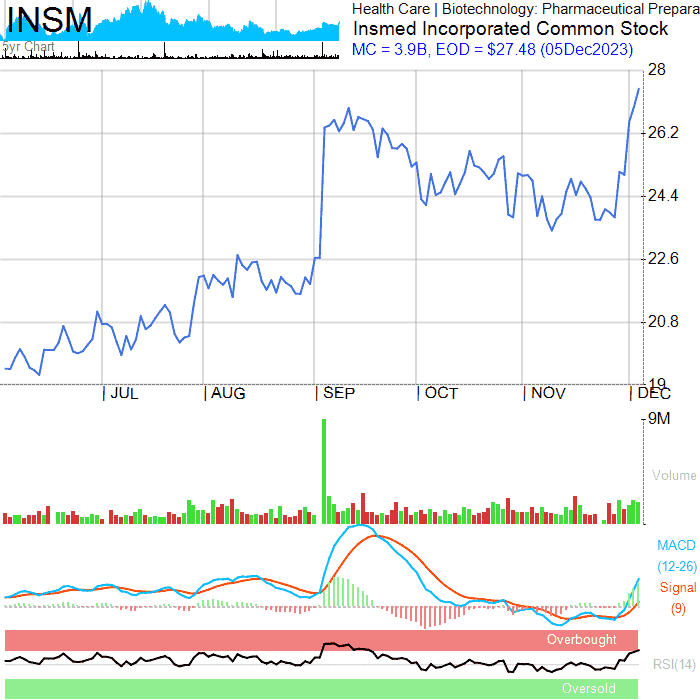 INSM
5yr Chart
Health Care | Biotechnology: Pharmaceutical Prepara
Insmed Incorporated Common Stock
MC = 3.9B, EOD = $27.48 (05Dec2023)
28
26.2
24.4
22.6
20.8
19
| JUL | AUG | SEP | OCT | NOV | DEC
9M
Volume
MACD
(12-26)
Signal
(9)
Overbought
RSI(14)
Oversold